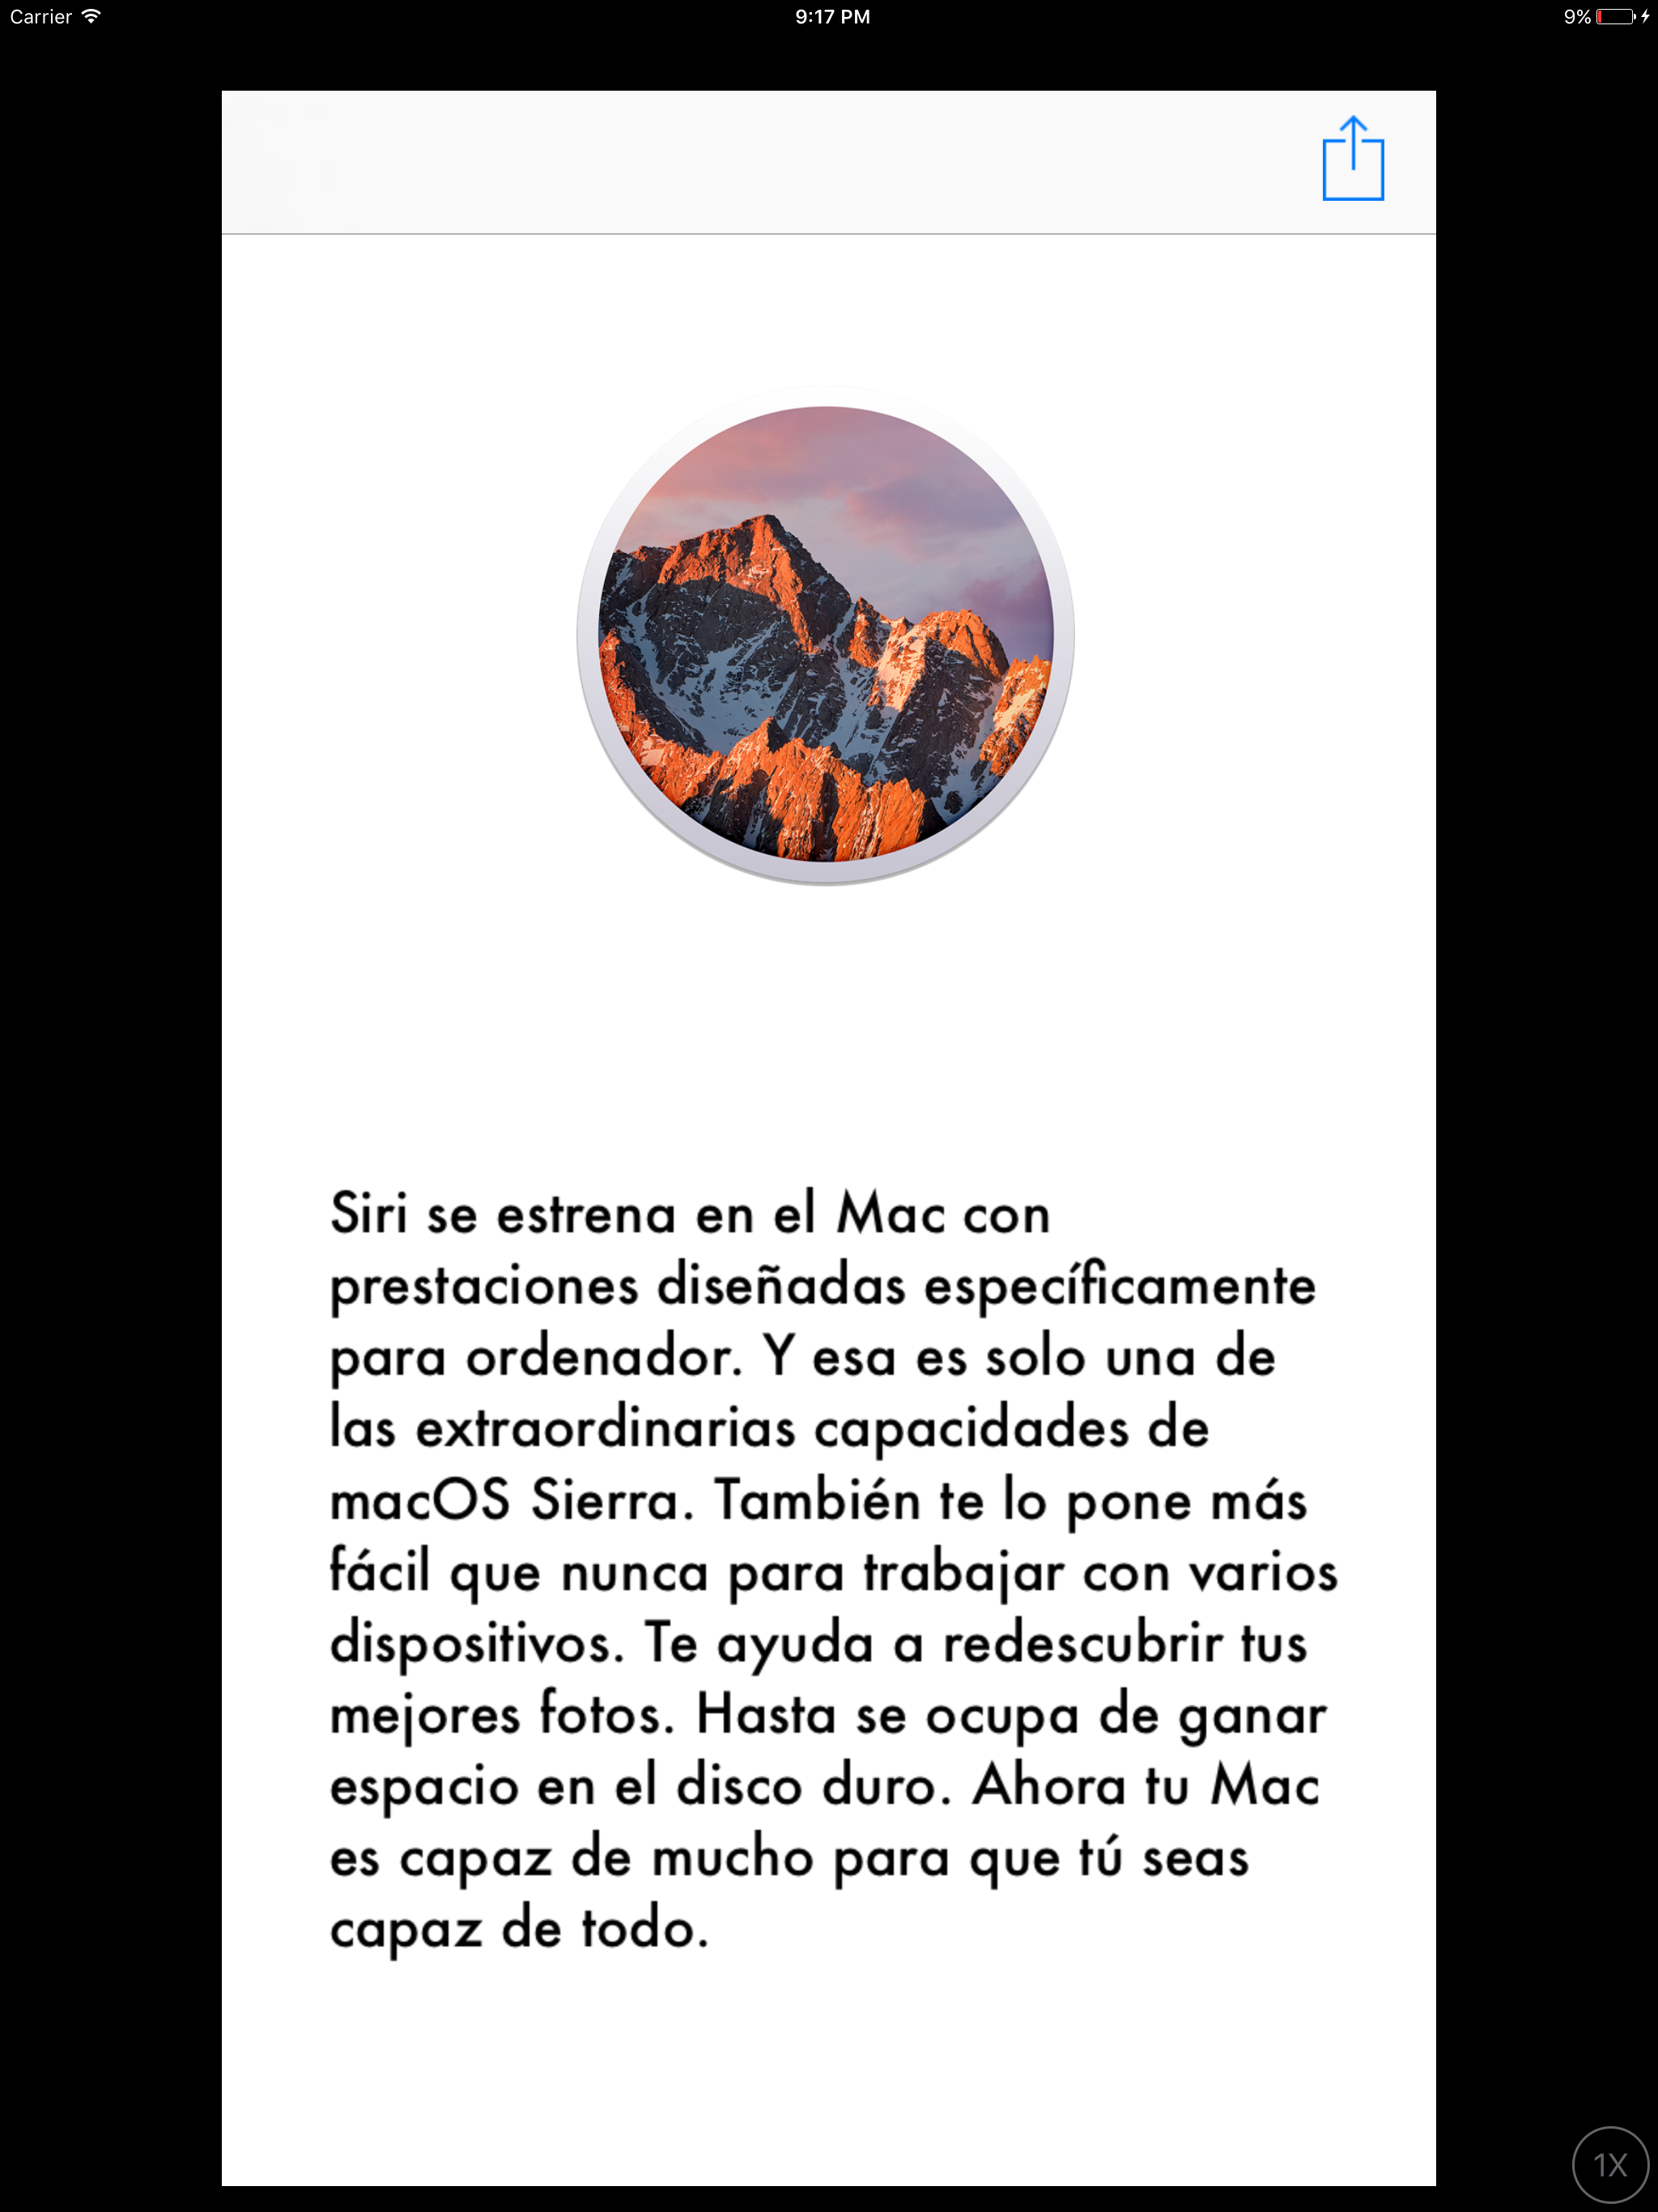 Carrier 9:17 PM 9%
Siri se estrena en el Mac con
prestaciones diseñadas específicamente
para ordenador. Y esa es solo una de
las extraordinarias capacidades de
macOS Sierra. También te lo pone más
fácil que nunca para trabajar con varios
dispositivos. Te ayuda a redescubrir tus
mejores fotos. Hasta se ocupa de ganar
espacio en el disco duro. Ahora tu Mac
es capaz de mucho para que tú seas
capaz de todo.
1X